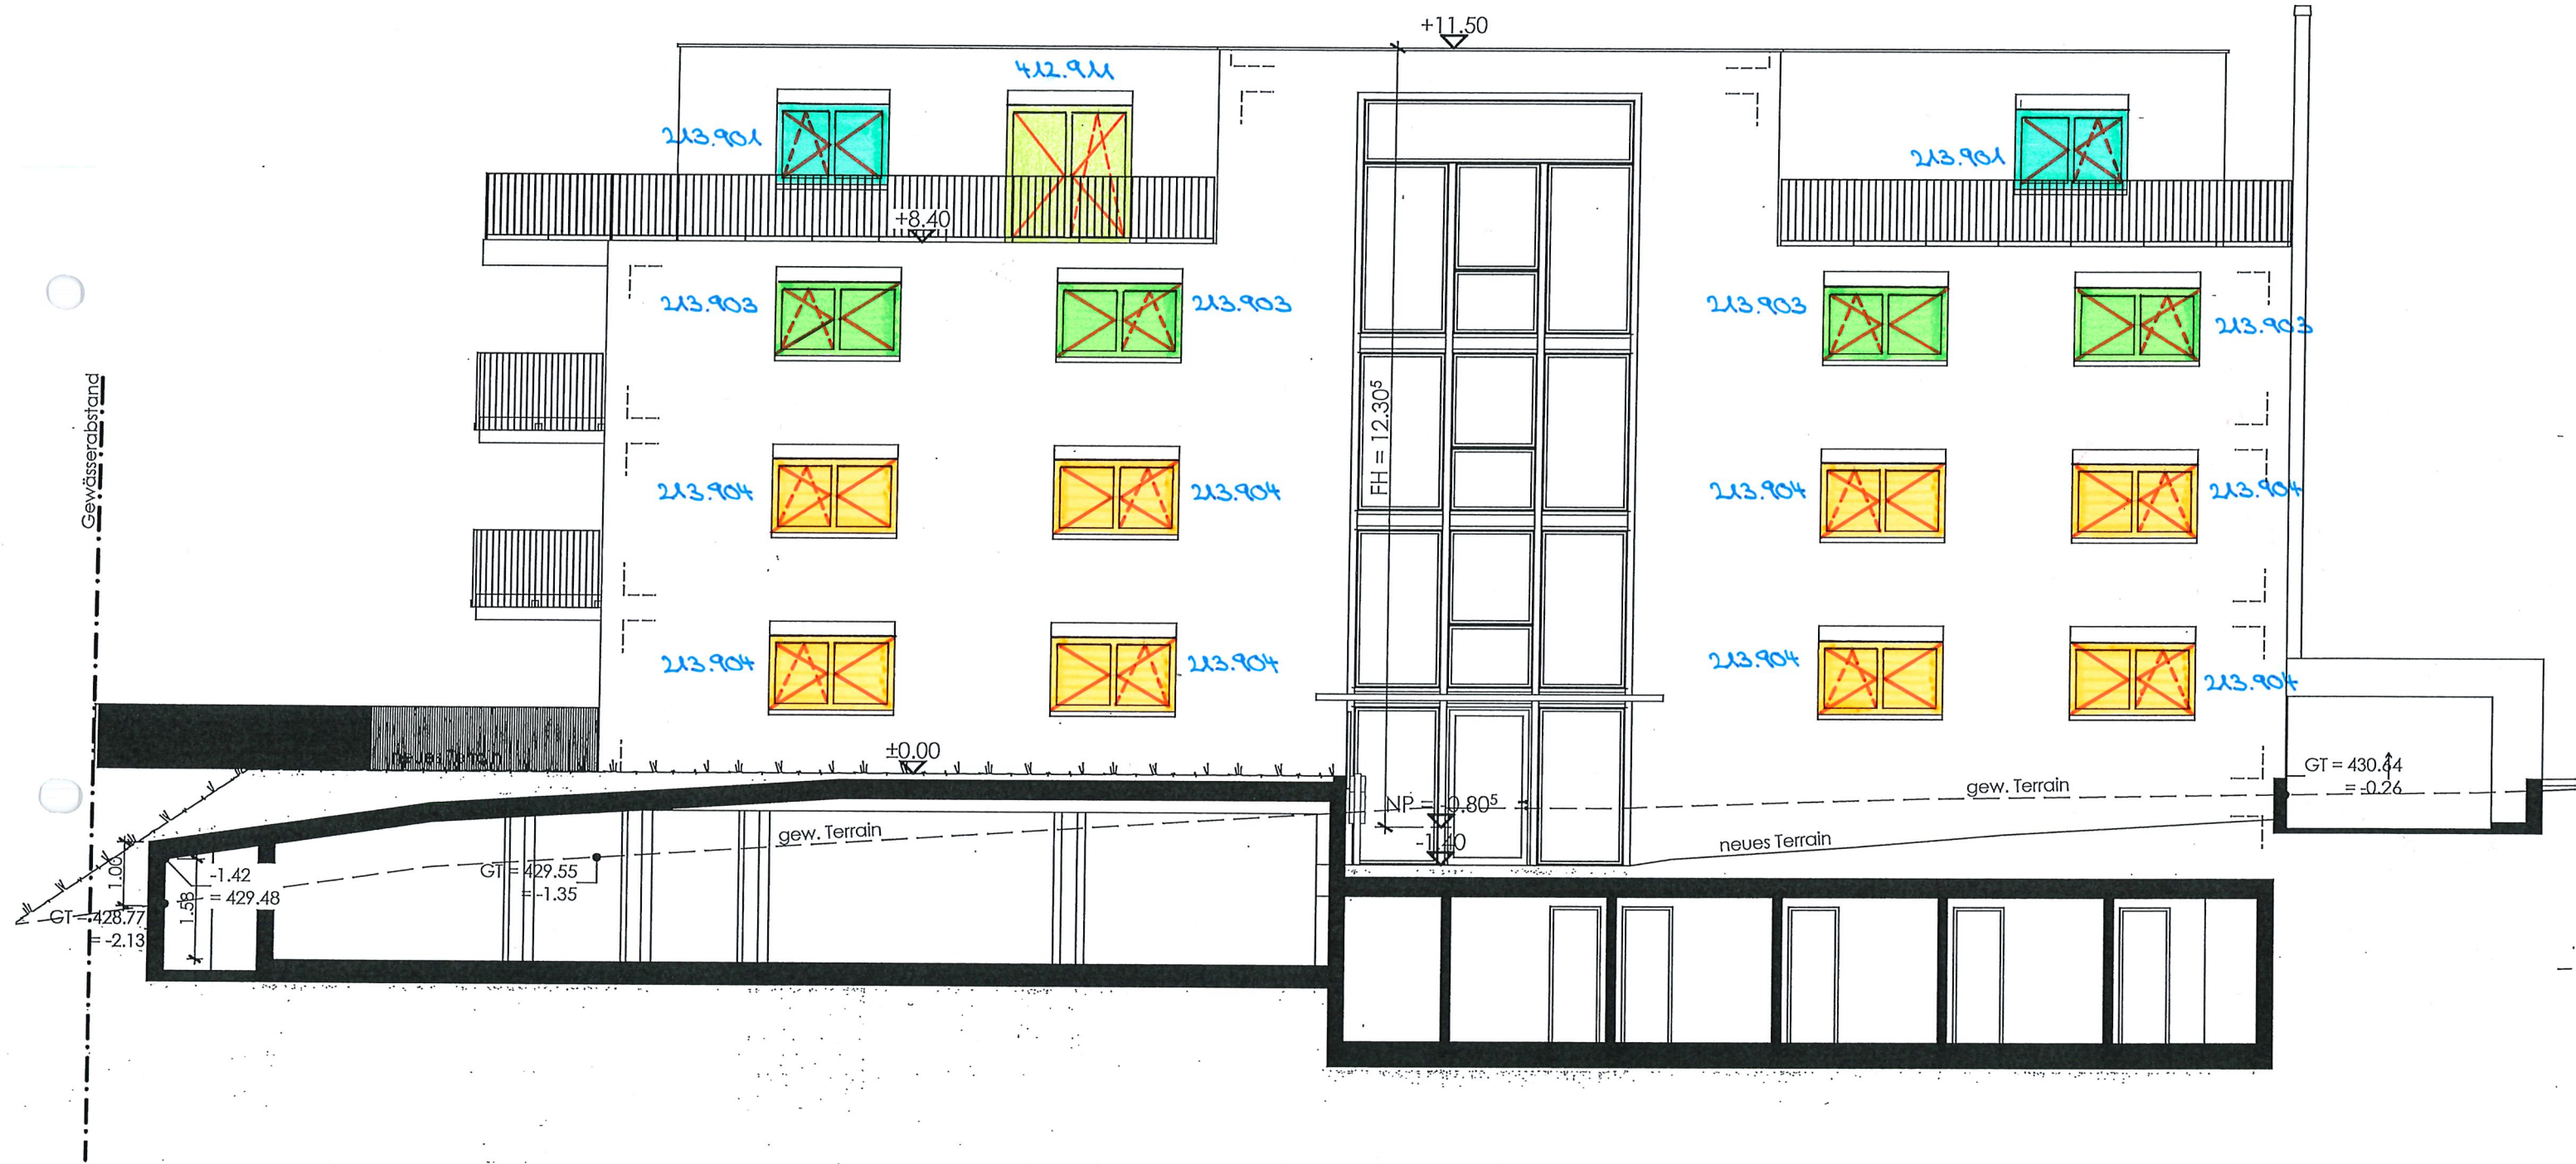 +11.50
412.911
213.901
213.901
+8.40
213.903
213.903
213.903
213.903
FH = 12.30⁵
Gewässerabstand
213.904
213.904
213.904
213.904
213.904
213.904
213.904
213.904
neues Terrain
±0.00
GT = 430.64
= -0.26
gew. Terrain
NP = -0.80⁵
-1.40
neues Terrain
gew. Terrain
GT = 429.55
= -1.35
1.00
-1.42
= 429.48
1.58
GT = 428.77
= -2.13